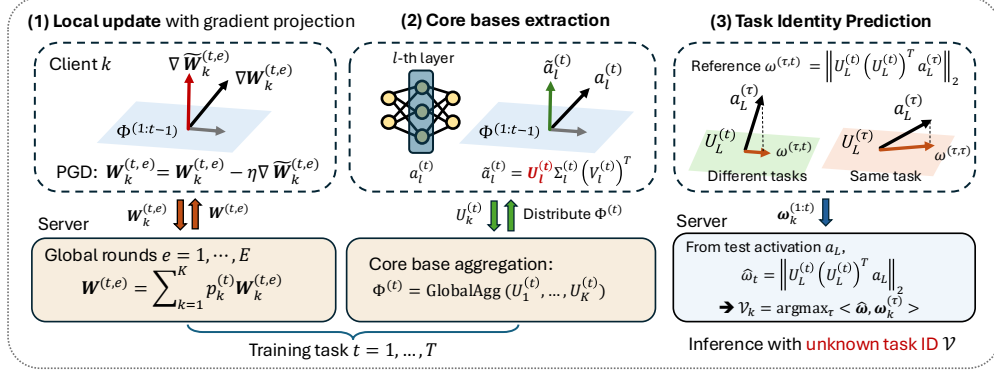 (1) Local update with gradient projection
Client k
∇W̃_k^{(t,e)}
∇W_k^{(t,e)}
Φ^{(1:t−1)}
PGD: W_k^{(t,e)} = W_k^{(t,e)} − η∇W̃_k^{(t,e)}
W_k^{(t,e)}
W^{(t,e)}
Server
Global rounds e = 1, ⋯, E
W^{(t,e)} = ∑_{k=1}^{K} p_k^{(t)} W_k^{(t,e)}
(2) Core bases extraction
l-th layer
ã_l^{(t)}
a_l^{(t)}
Φ^{(1:t−1)}
a_l^{(t)}
ã_l^{(t)} = U_l^{(t)} Σ_l^{(t)} (V_l^{(t)})^T
U_k^{(t)}
Distribute Φ^{(t)}
Core base aggregation:
Φ^{(t)} = GlobalAgg (U_1^{(t)}, …, U_K^{(t)})
Training task t = 1, …, T
(3) Task Identity Prediction
Reference ω^{(τ,t)} = ‖U_L^{(t)} (U_L^{(t)})^T a_L^{(τ)}‖_2
a_L^{(τ)}
U_L^{(t)}
ω^{(τ,t)}
Different tasks
a_L^{(τ)}
U_L^{(τ)}
ω^{(τ,τ)}
Same task
Server
ω_k^{(1:t)}
From test activation a_L,
ω̂_t = ‖U_L^{(t)} (U_L^{(t)})^T a_L‖_2
➔ 𝒱_k = argmax_τ < ω̂, ω_k^{(τ)} >
Inference with unknown task ID 𝒱